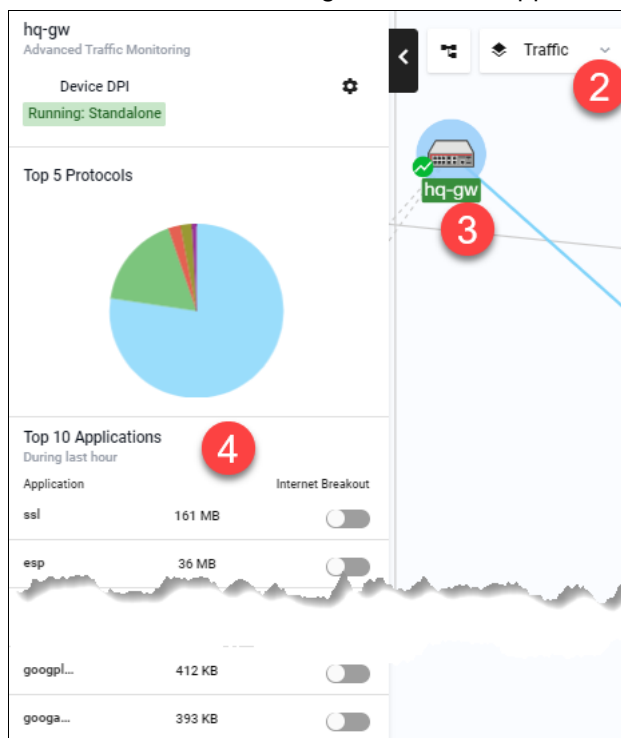 hq-gw
Advanced Traffic Monitoring
Traffic
2
Device DPI
Running: Standalone
Top 5 Protocols
hq-gw
3
Top 10 Applications
4
During last hour
Application Internet Breakout
ssl 161 MB
esp 36 MB
googpl... 412 KB
googa... 393 KB